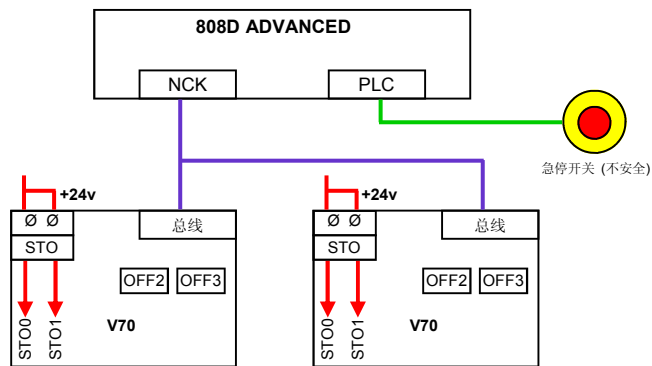 808D ADVANCED
NCK
PLC
急停开关 (不安全)
+24v
Ø Ø
总线
STO
OFF2
OFF3
STO0
STO1
V70
+24v
Ø Ø
总线
STO
OFF2
OFF3
STO0
STO1
V70